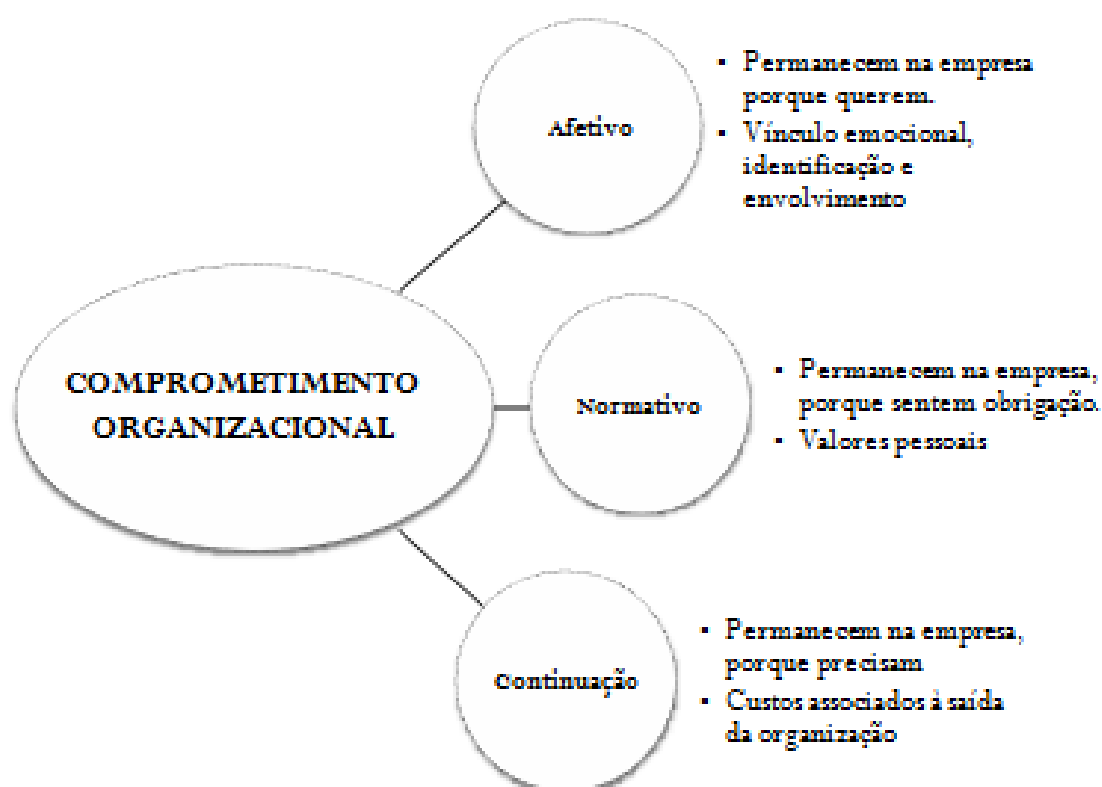 Afetivo
• Permanecem na empresa
porque querem.
• Vínculo emocional,
identificação e
envolvimento
COMPROMETIMENTO
ORGANIZACIONAL
Normativo
• Permanecem na empresa,
porque sentem obrigação.
• Valores pessoais
Continuação
• Permanecem na empresa,
porque precisam
• Custos associados à saída
da organização